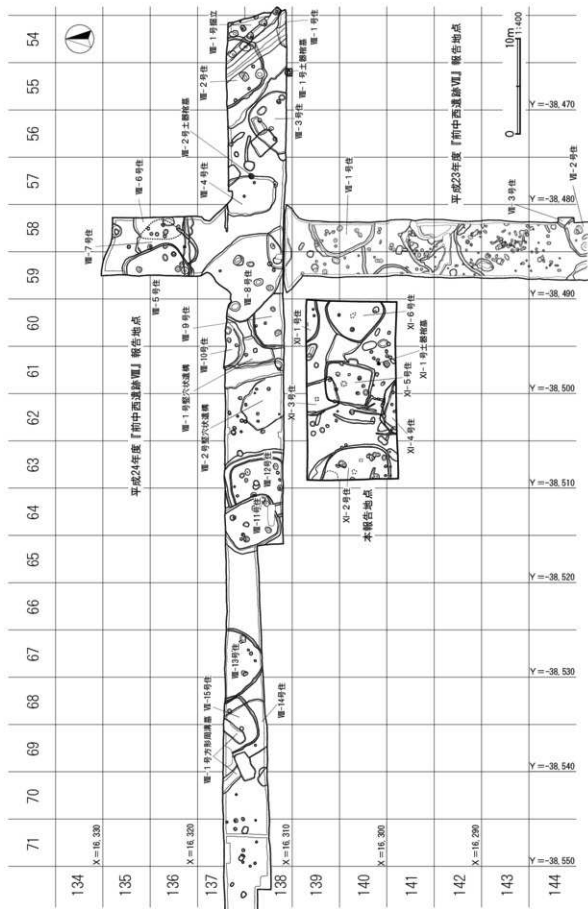 54
55
56
57
58
59
60
61
62
63
64
65
66
67
68
69
70
71
134
135
136
137
138
139
140
141
142
143
144
X=16,330
X=16,320
X=16,310
X=16,300
X=16,290
Y=-38,470
Y=-38,480
Y=-38,490
Y=-38,500
Y=-38,510
Y=-38,520
Y=-38,530
Y=-38,540
Y=-38,550
0
10m
1:400
平成24年度『前中西遺跡Ⅷ』報告地点
平成23年度『前中西遺跡Ⅶ』報告地点
本報告地点
Ⅷ-1号掘立
Ⅷ-1号住
Ⅷ-2号住
Ⅷ-1号土器棺墓
Ⅷ-3号住
Ⅷ-2号土器棺墓
Ⅷ-4号住
Ⅷ-6号住
Ⅷ-7号住
Ⅷ-5号住
Ⅷ-8号住
Ⅷ-9号住
Ⅷ-10号住
Ⅷ-1号竪穴状遺構
Ⅷ-2号竪穴状遺構
Ⅷ-12号住
Ⅷ-11号住
Ⅷ-13号住
Ⅷ-15号住
Ⅷ-14号住
Ⅷ-1号方形周溝墓
Ⅶ-1号住
Ⅶ-3号住
Ⅶ-2号住
XI-1号住
XI-6号住
XI-1号土器棺墓
XI-5号住
XI-3号住
XI-4号住
XI-2号住